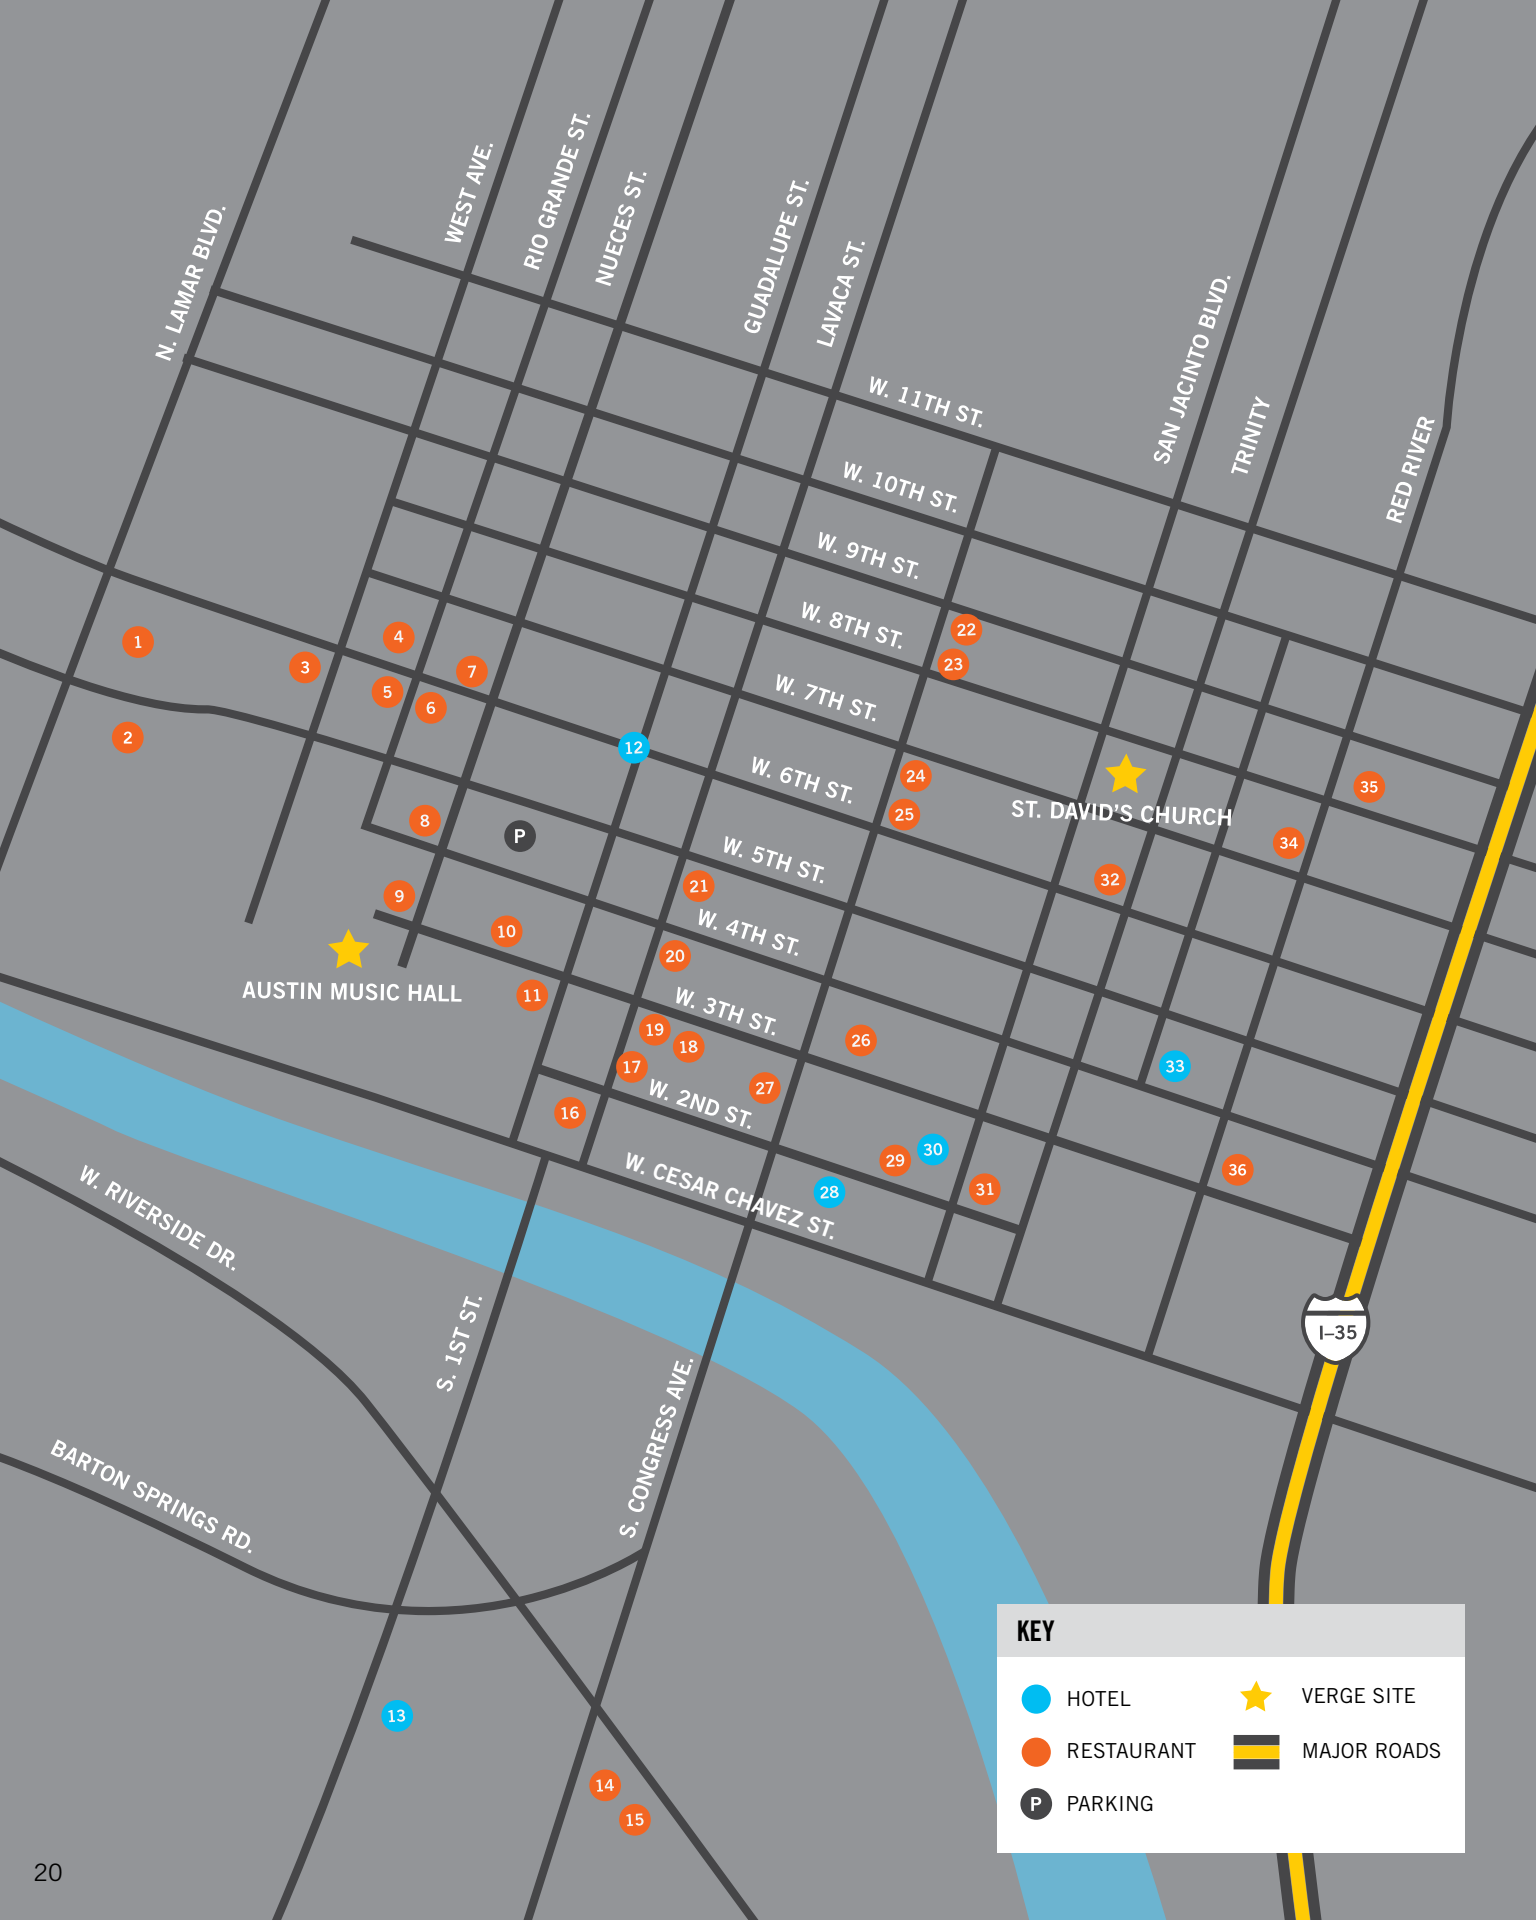 N. LAMAR BLVD.
WEST AVE.
RIO GRANDE ST.
NUECES ST.
GUADALUPE ST.
LAVACA ST.
SAN JACINTO BLVD.
TRINITY
RED RIVER
W. 11TH ST.
W. 10TH ST.
W. 9TH ST.
W. 8TH ST.
W. 7TH ST.
W. 6TH ST.
W. 5TH ST.
W. 4TH ST.
W. 3TH ST.
W. 2ND ST.
W. CESAR CHAVEZ ST.
1
2
3
4
5
6
7
8
9
10
11
12
P
22
23
24
25
ST. DAVID'S CHURCH
35
34
32
21
20
AUSTIN MUSIC HALL
19
18
17
16
26
27
33
30
29
28
31
36
W. RIVERSIDE DR.
S. 1ST ST.
S. CONGRESS AVE.
BARTON SPRINGS RD.
I–35
13
14
15
KEY
HOTEL
VERGE SITE
RESTAURANT
MAJOR ROADS
P PARKING
20